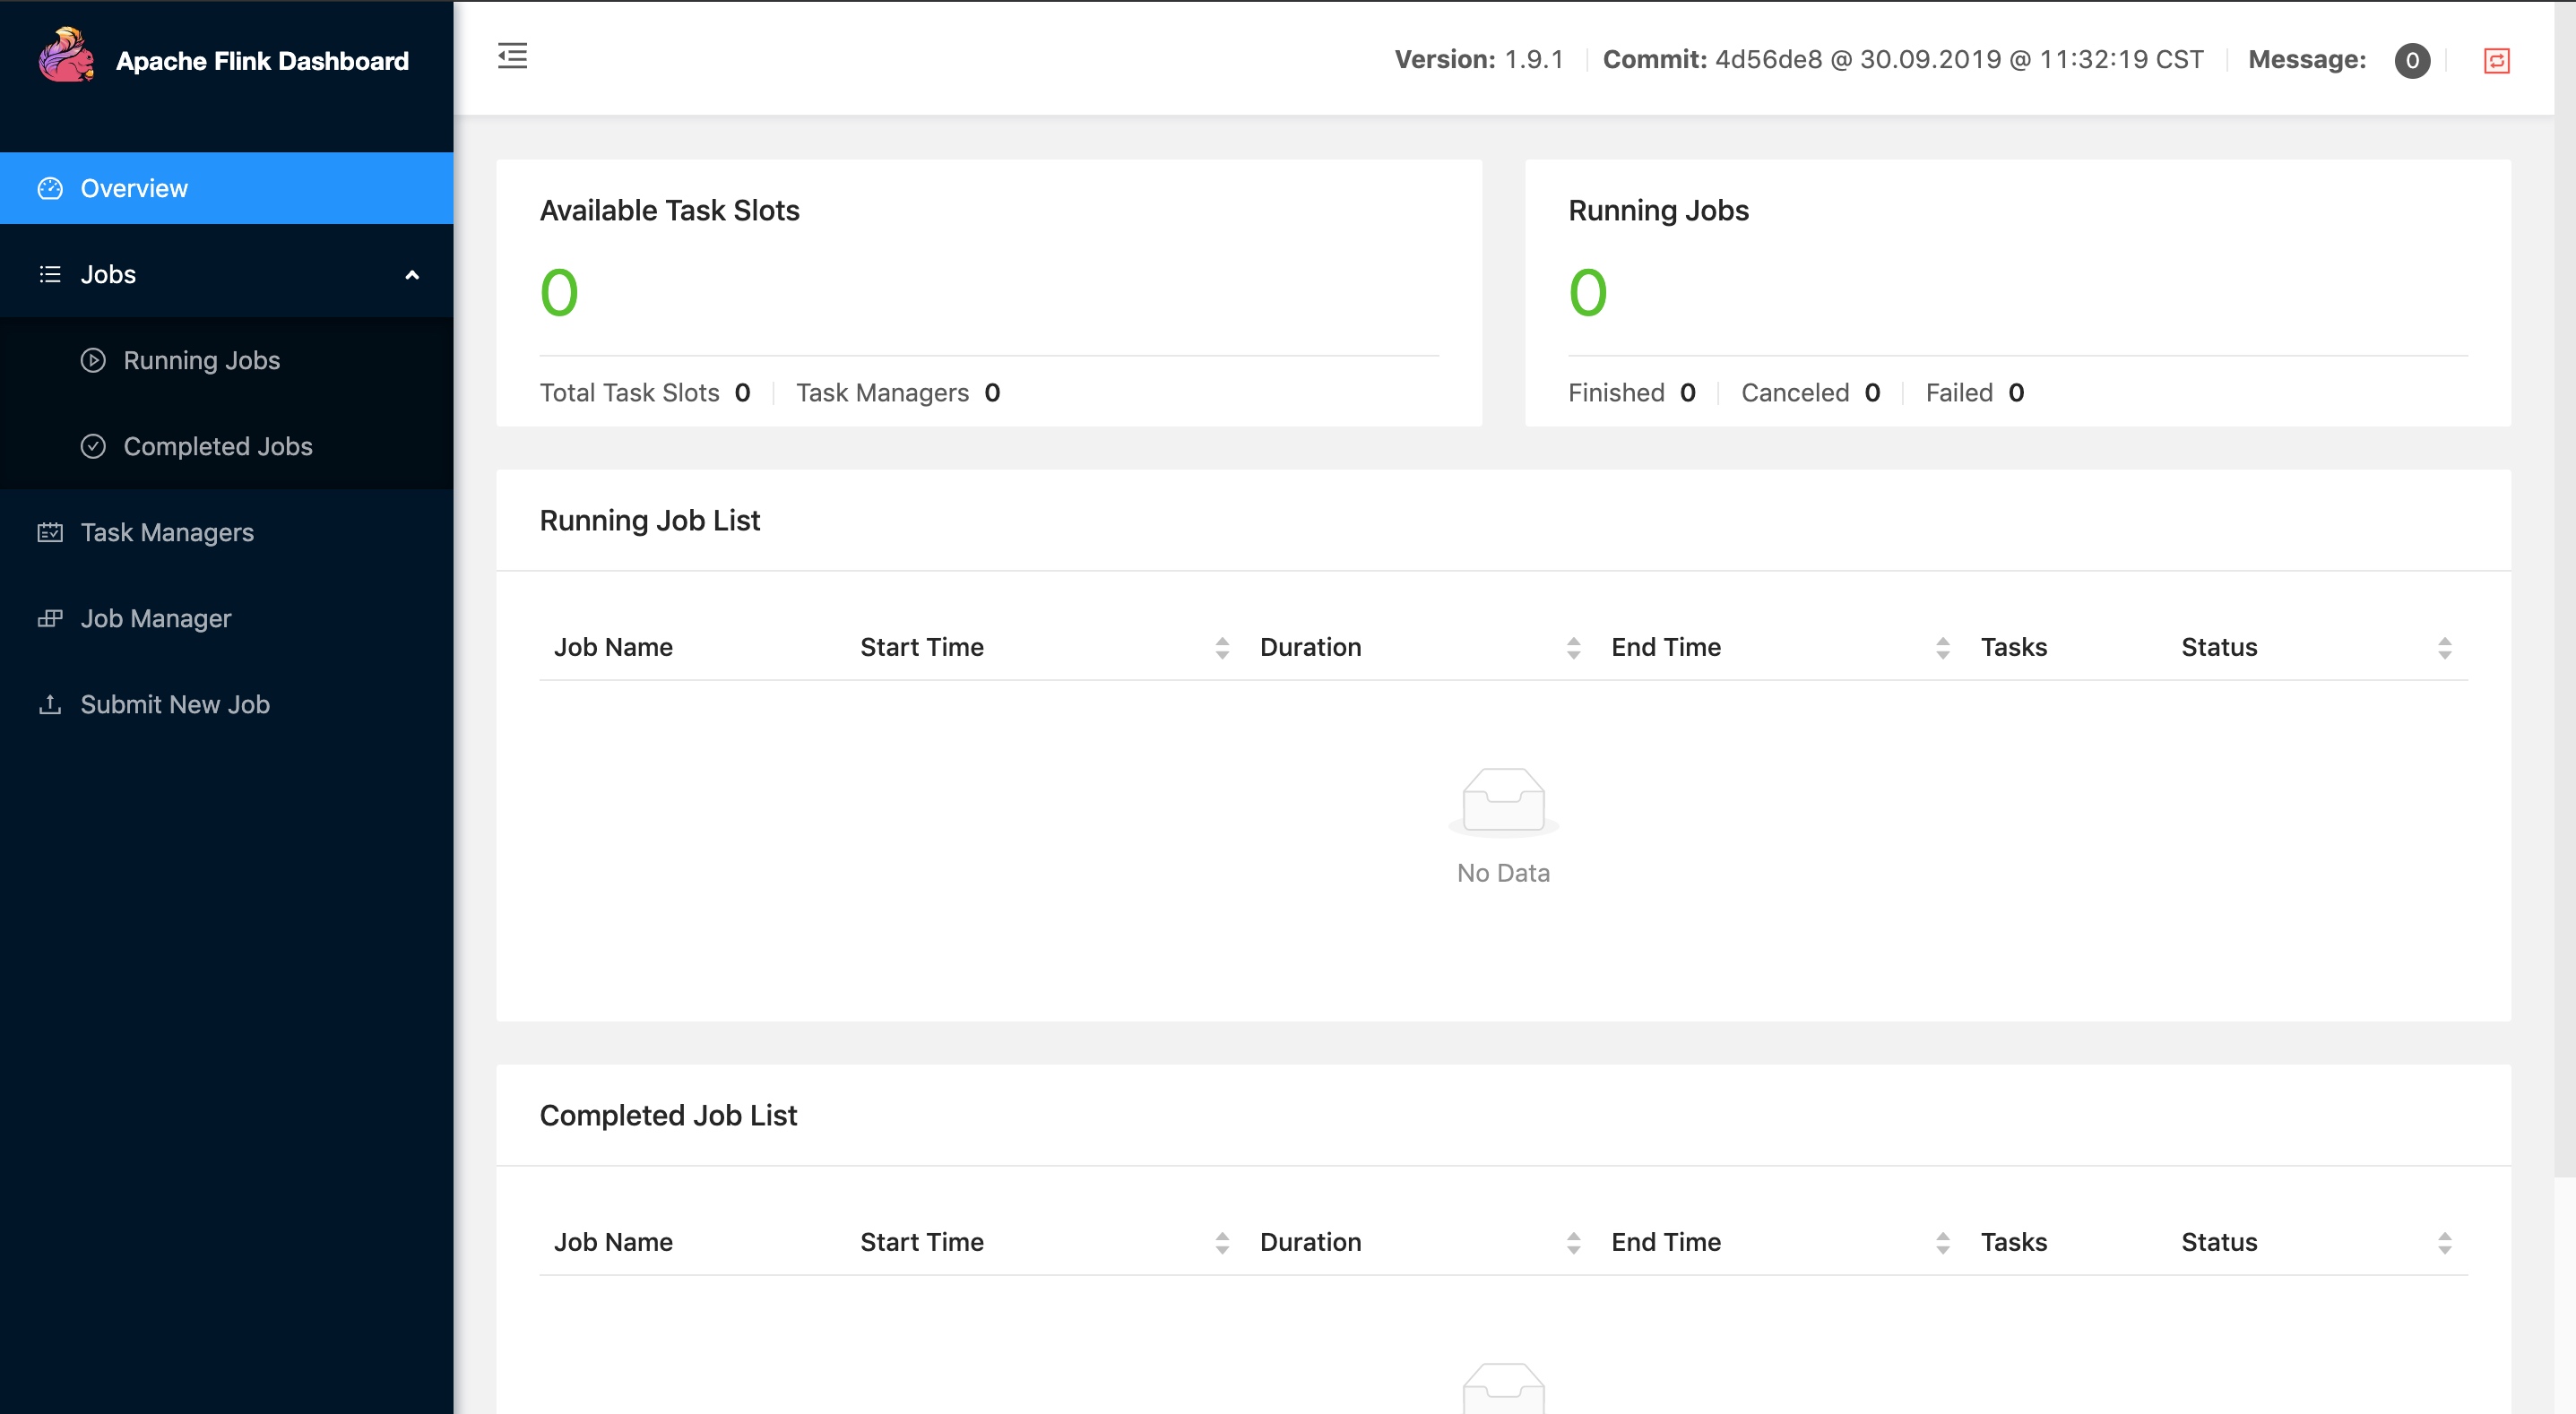 Apache Flink Dashboard
Version: 1.9.1 Commit: 4d56de8 @ 30.09.2019 @ 11:32:19 CST Message: 0
Overview
Jobs
Running Jobs
Completed Jobs
Task Managers
Job Manager
Submit New Job
Available Task Slots
0
Total Task Slots 0 Task Managers 0
Running Jobs
0
Finished 0 Canceled 0 Failed 0
Running Job List
Job Name Start Time Duration End Time Tasks Status
No Data
Completed Job List
Job Name Start Time Duration End Time Tasks Status